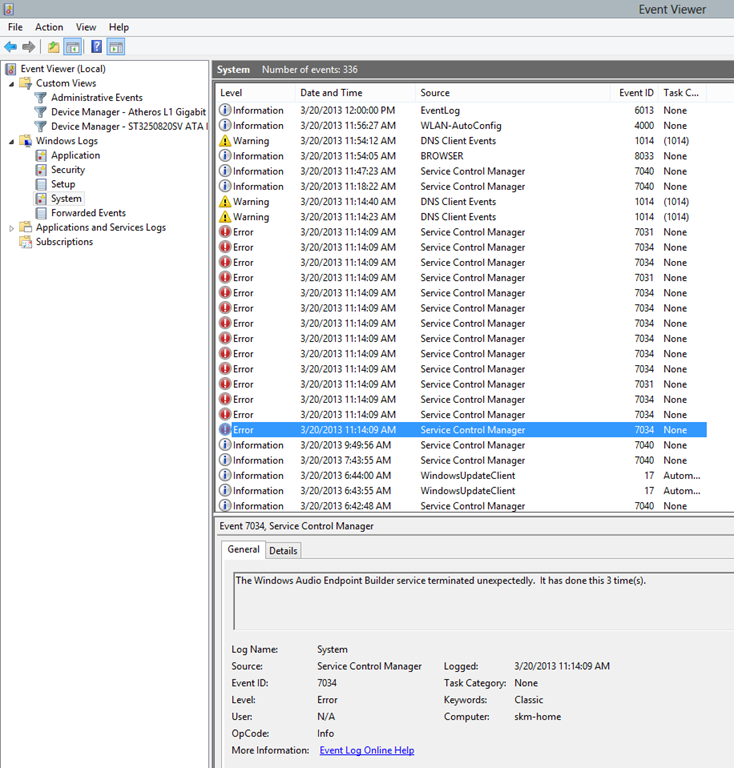 Event Viewer
File Action View Help
Event Viewer (Local)
Custom Views
Administrative Events
Device Manager - Atheros L1 Gigabit
Device Manager - ST3250820SV ATA
Windows Logs
Application
Security
Setup
System
Forwarded Events
Applications and Services Logs
Subscriptions
System Number of events: 336
Level Date and Time Source Event ID Task C...
Information 3/20/2013 12:00:00 PM EventLog 6013 None
Information 3/20/2013 11:56:27 AM WLAN-AutoConfig 4000 None
Warning 3/20/2013 11:54:12 AM DNS Client Events 1014 (1014)
Information 3/20/2013 11:54:05 AM BROWSER 8033 None
Information 3/20/2013 11:47:23 AM Service Control Manager 7040 None
Information 3/20/2013 11:18:22 AM Service Control Manager 7040 None
Warning 3/20/2013 11:14:40 AM DNS Client Events 1014 (1014)
Warning 3/20/2013 11:14:23 AM DNS Client Events 1014 (1014)
Error 3/20/2013 11:14:09 AM Service Control Manager 7031 None
Error 3/20/2013 11:14:09 AM Service Control Manager 7034 None
Error 3/20/2013 11:14:09 AM Service Control Manager 7034 None
Error 3/20/2013 11:14:09 AM Service Control Manager 7031 None
Error 3/20/2013 11:14:09 AM Service Control Manager 7034 None
Error 3/20/2013 11:14:09 AM Service Control Manager 7034 None
Error 3/20/2013 11:14:09 AM Service Control Manager 7034 None
Error 3/20/2013 11:14:09 AM Service Control Manager 7034 None
Error 3/20/2013 11:14:09 AM Service Control Manager 7034 None
Error 3/20/2013 11:14:09 AM Service Control Manager 7034 None
Error 3/20/2013 11:14:09 AM Service Control Manager 7031 None
Error 3/20/2013 11:14:09 AM Service Control Manager 7034 None
Error 3/20/2013 11:14:09 AM Service Control Manager 7034 None
Error 3/20/2013 11:14:09 AM Service Control Manager 7034 None
Information 3/20/2013 9:49:56 AM Service Control Manager 7040 None
Information 3/20/2013 7:43:55 AM Service Control Manager 7040 None
Information 3/20/2013 6:44:00 AM WindowsUpdateClient 17 Autom...
Information 3/20/2013 6:43:55 AM WindowsUpdateClient 17 Autom...
Information 3/20/2013 6:42:48 AM Service Control Manager 7040 None
Event 7034, Service Control Manager
General Details
The Windows Audio Endpoint Builder service terminated unexpectedly. It has done this 3 time(s).
Log Name: System
Source: Service Control Manager Logged: 3/20/2013 11:14:09 AM
Event ID: 7034 Task Category: None
Level: Error Keywords: Classic
User: N/A Computer: skm-home
OpCode: Info
More Information: Event Log Online Help